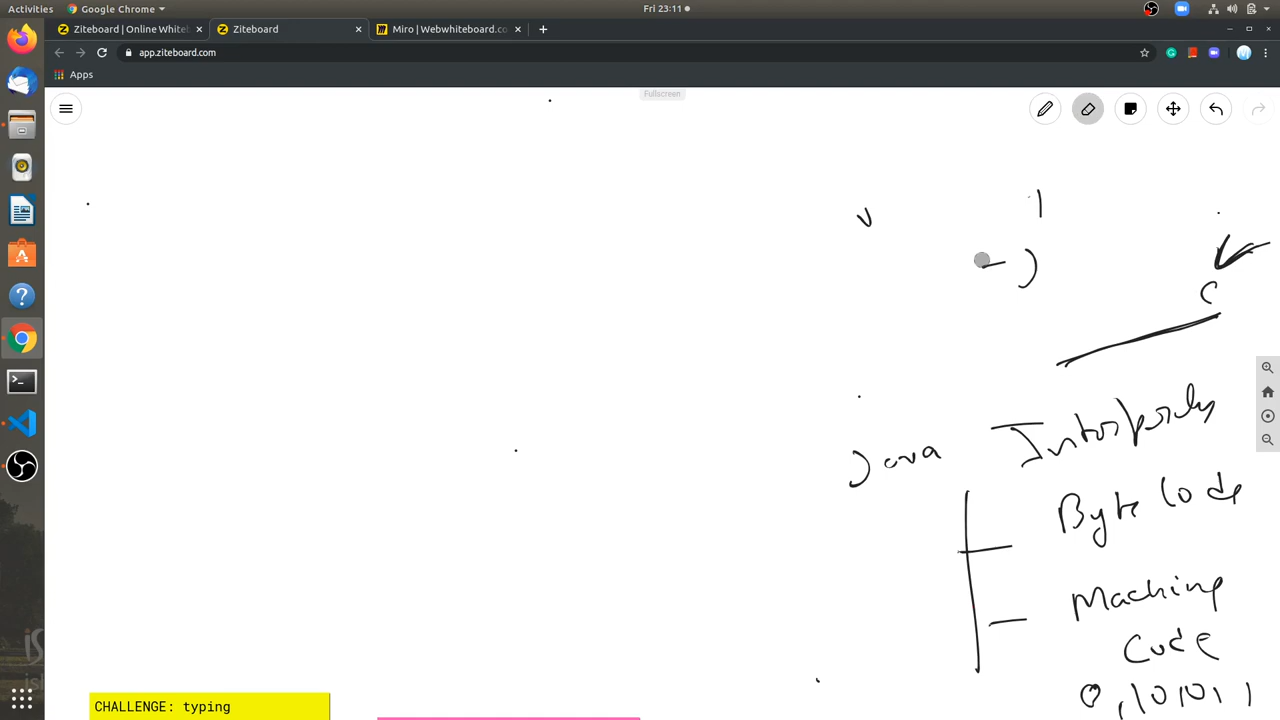 Activities
Google Chrome
Fri 23:11
Ziteboard | Online Whiteb
Ziteboard
Miro | Webwhiteboard.co
app.ziteboard.com
Apps
Fullscreen
Java
Byte Code
Machine
Code
CHALLENGE: typing